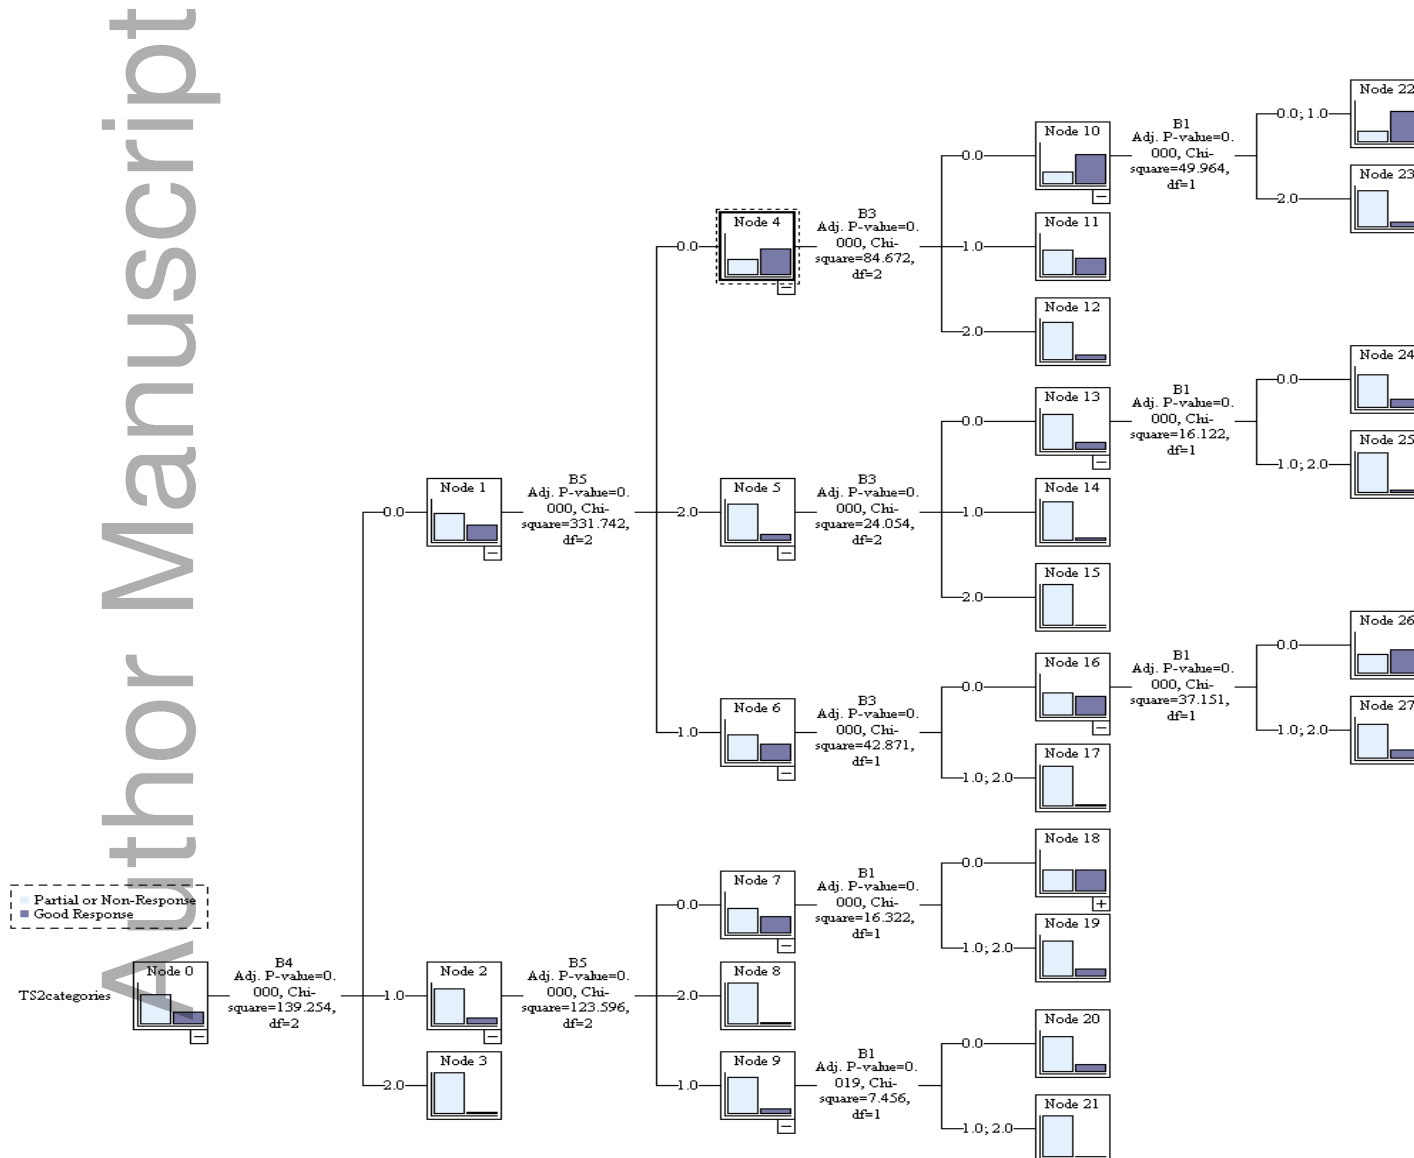 Author Manuscript
Partial or Non-Response
Good Response
TS2categories
Node 0
B4
Adj. P-value=0.
000, Chi-
square=139.254,
df=2
0.0
1.0
2.0
Node 1
B5
Adj. P-value=0.
000, Chi-
square=331.742,
df=2
0.0
2.0
1.0
Node 2
B5
Adj. P-value=0.
000, Chi-
square=123.596,
df=2
0.0
2.0
1.0
Node 3
Node 4
B3
Adj. P-value=0.
000, Chi-
square=84.672,
df=2
0.0
1.0
2.0
Node 5
B3
Adj. P-value=0.
000, Chi-
square=24.054,
df=2
0.0
1.0
2.0
Node 6
B3
Adj. P-value=0.
000, Chi-
square=42.871,
df=1
0.0
1.0; 2.0
Node 7
B1
Adj. P-value=0.
000, Chi-
square=16.322,
df=1
0.0
1.0; 2.0
Node 8
Node 9
B1
Adj. P-value=0.
019, Chi-
square=7.456,
df=1
0.0
1.0; 2.0
Node 10
B1
Adj. P-value=0.
000, Chi-
square=49.964,
df=1
0.0; 1.0
2.0
Node 11
Node 12
Node 13
B1
Adj. P-value=0.
000, Chi-
square=16.122,
df=1
0.0
1.0; 2.0
Node 14
Node 15
Node 16
B1
Adj. P-value=0.
000, Chi-
square=37.151,
df=1
0.0
1.0; 2.0
Node 17
Node 18
Node 19
Node 20
Node 21
Node 22
Node 23
Node 24
Node 25
Node 26
Node 27